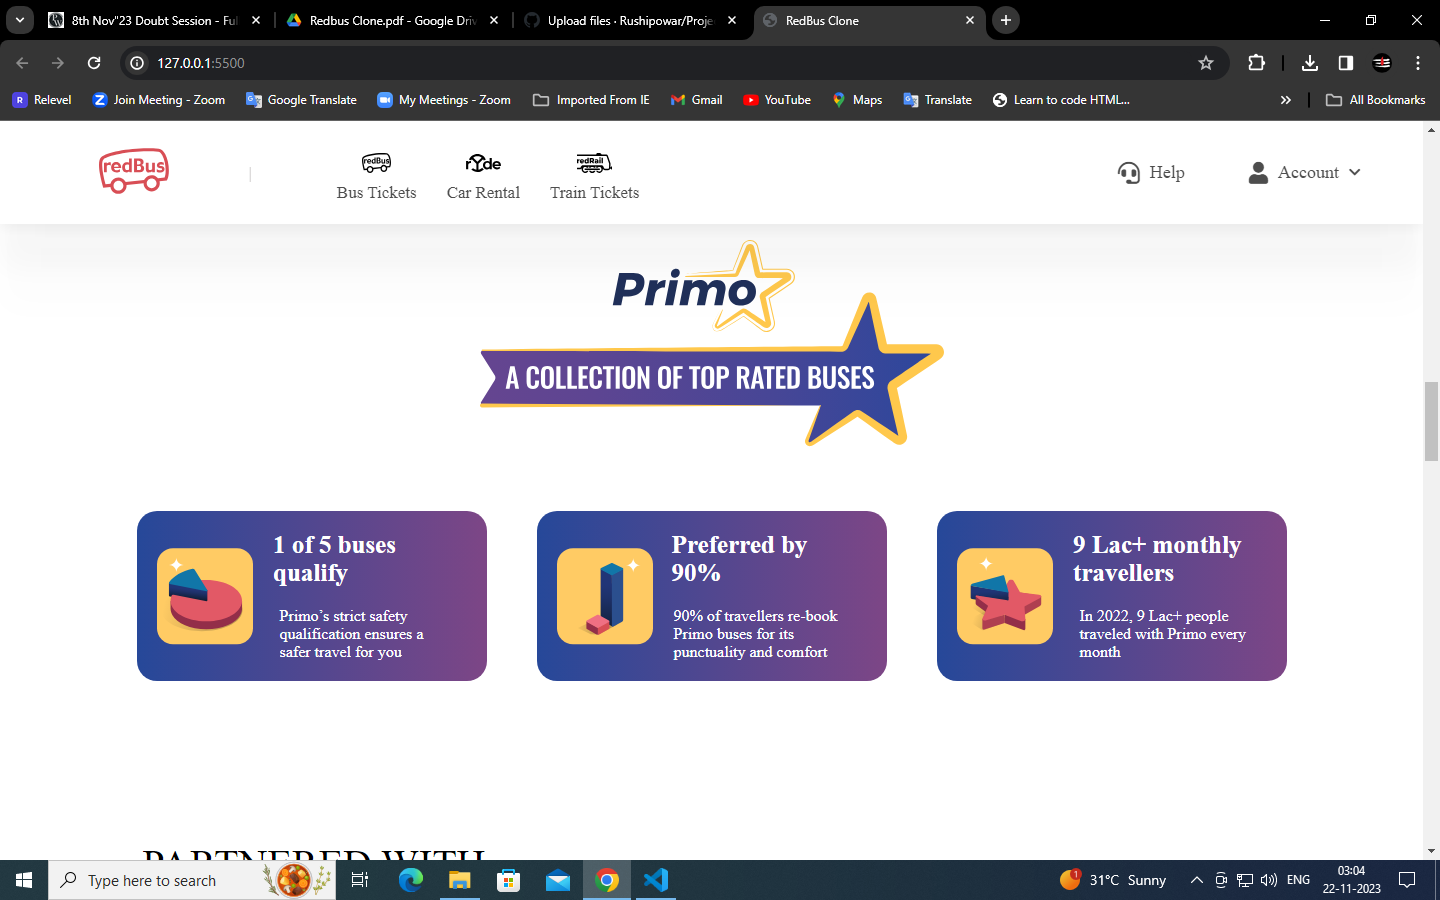 8th Nov"23 Doubt Session - Ful
Redbus Clone.pdf - Google Driv
Upload files · Rushipowar/Proje
RedBus Clone
127.0.0.1:5500
Relevel
Join Meeting - Zoom
Google Translate
My Meetings - Zoom
Imported From IE
Gmail
YouTube
Maps
Translate
Learn to code HTML...
All Bookmarks
redBus
redBus
Bus Tickets
ryde
Car Rental
redRail
Train Tickets
Help
Account
Primo
A COLLECTION OF TOP RATED BUSES
1 of 5 buses
qualify
Primo’s strict safety
qualification ensures a
safer travel for you
Preferred by
90%
90% of travellers re-book
Primo buses for its
punctuality and comfort
9 Lac+ monthly
travellers
In 2022, 9 Lac+ people
traveled with Primo every
month
PARTNERED WITH
Type here to search
1
31°C Sunny
ENG
03:04
22-11-2023